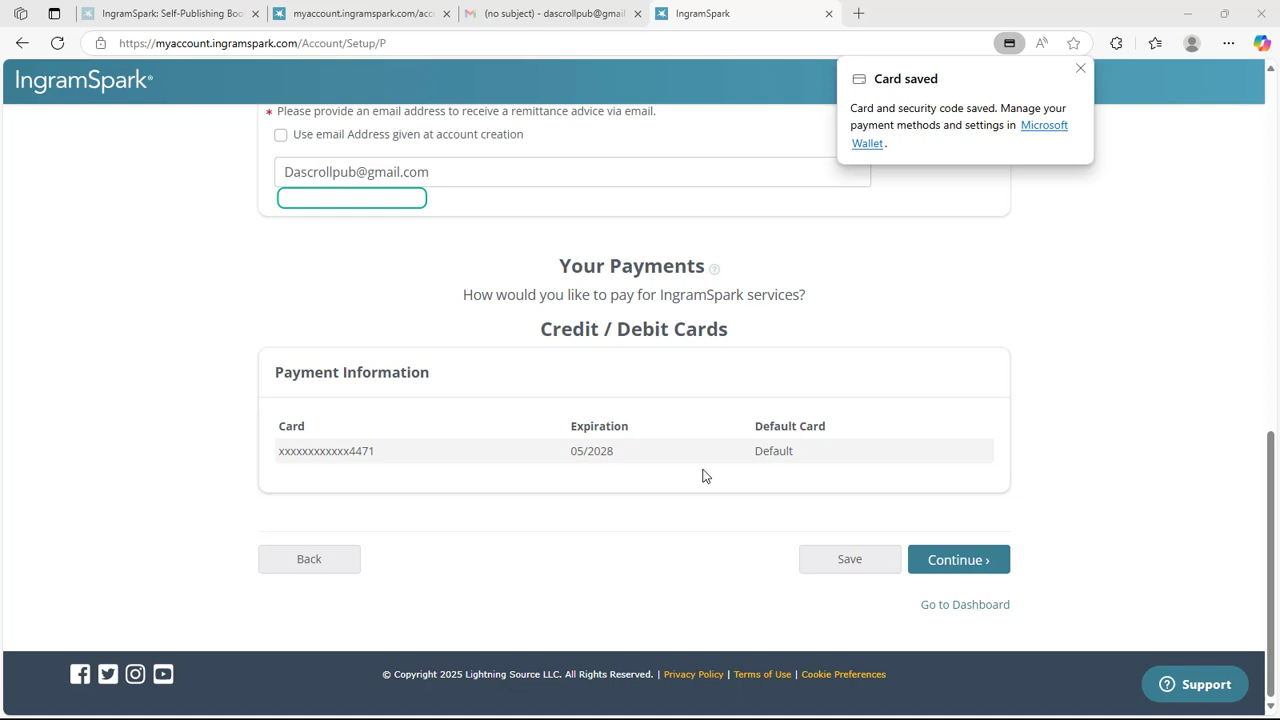 IngramSpark: Self-Publishing Boo
myaccount.ingramspark.com/acc
(no subject) - dascrollpub@gmail
IngramSpark
https://myaccount.ingramspark.com/Account/Setup/P
IngramSpark®
Card saved
Card and security code saved. Manage your
payment methods and settings in Microsoft
Wallet.
* Please provide an email address to receive a remittance advice via email.
Use email Address given at account creation
Dascrollpub@gmail.com
Your Payments ?
How would you like to pay for IngramSpark services?
Credit / Debit Cards
Payment Information
Card Expiration Default Card
xxxxxxxxxxxx4471 05/2028 Default
Back Save Continue ›
Go to Dashboard
© Copyright 2025 Lightning Source LLC. All Rights Reserved. | Privacy Policy | Terms of Use | Cookie Preferences
? Support